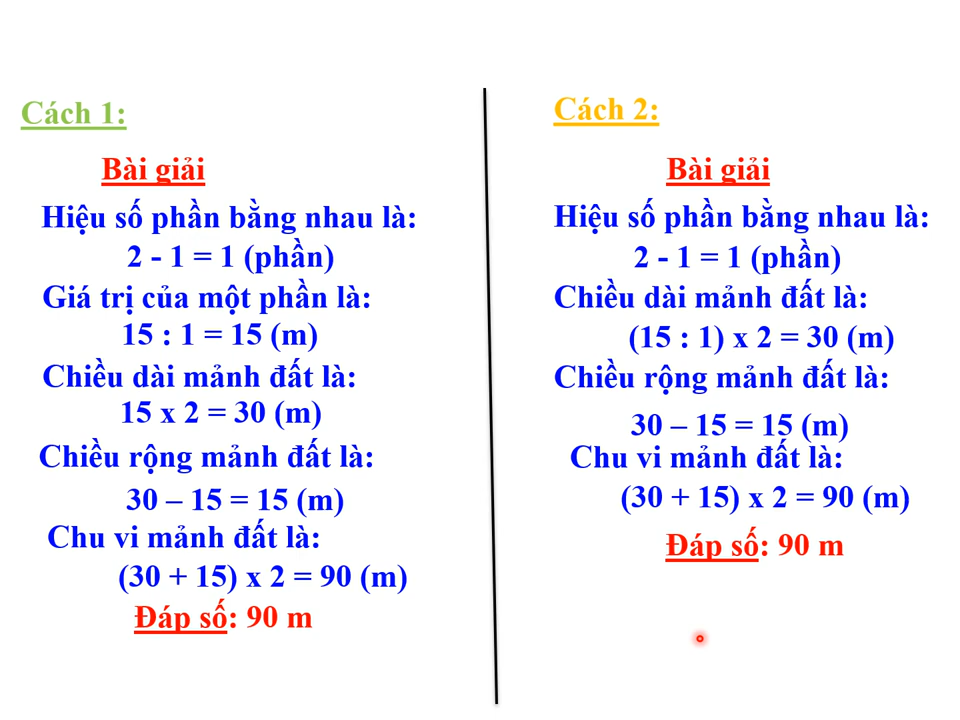 Cách 1:
Bài giải
Hiệu số phần bằng nhau là:
2 - 1 = 1 (phần)
Giá trị của một phần là:
15 : 1 = 15 (m)
Chiều dài mảnh đất là:
15 x 2 = 30 (m)
Chiều rộng mảnh đất là:
30 – 15 = 15 (m)
Chu vi mảnh đất là:
(30 + 15) x 2 = 90 (m)
Đáp số: 90 m
Cách 2:
Bài giải
Hiệu số phần bằng nhau là:
2 - 1 = 1 (phần)
Chiều dài mảnh đất là:
(15 : 1) x 2 = 30 (m)
Chiều rộng mảnh đất là:
30 – 15 = 15 (m)
Chu vi mảnh đất là:
(30 + 15) x 2 = 90 (m)
Đáp số: 90 m